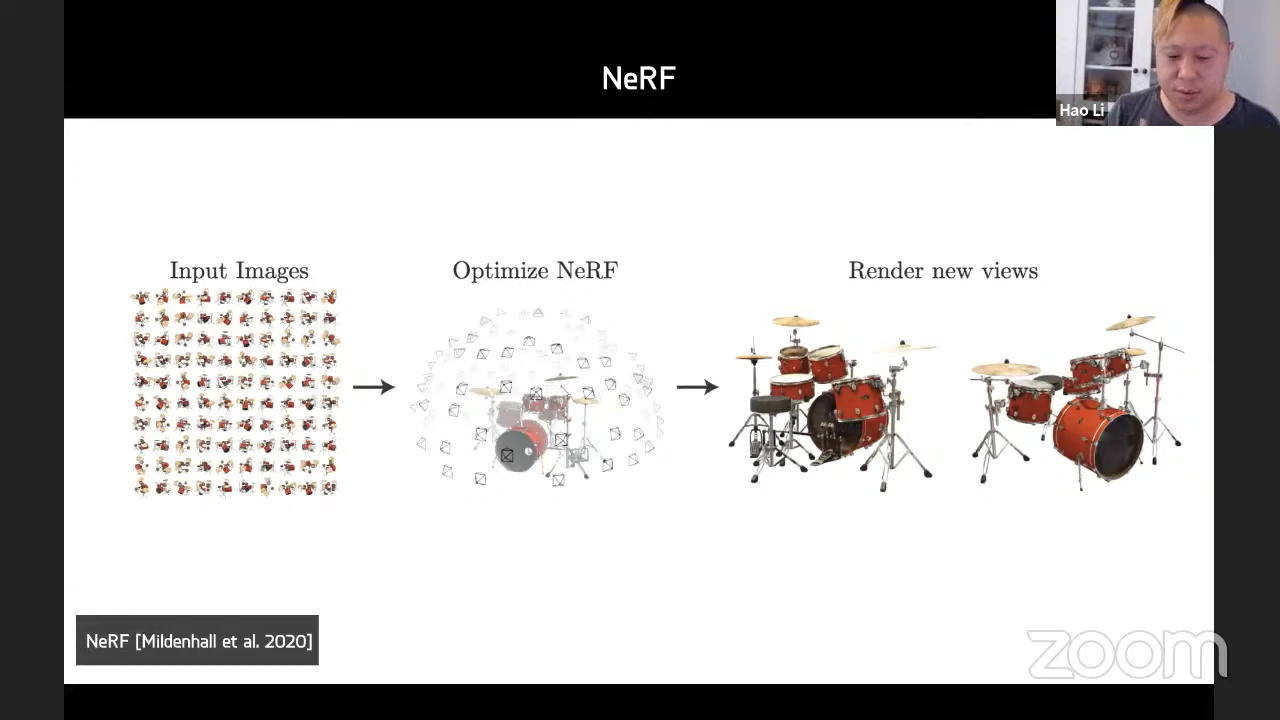 NeRF
Hao Li
Input Images
Optimize NeRF
Render new views
NeRF [Mildenhall et al. 2020]
zoom